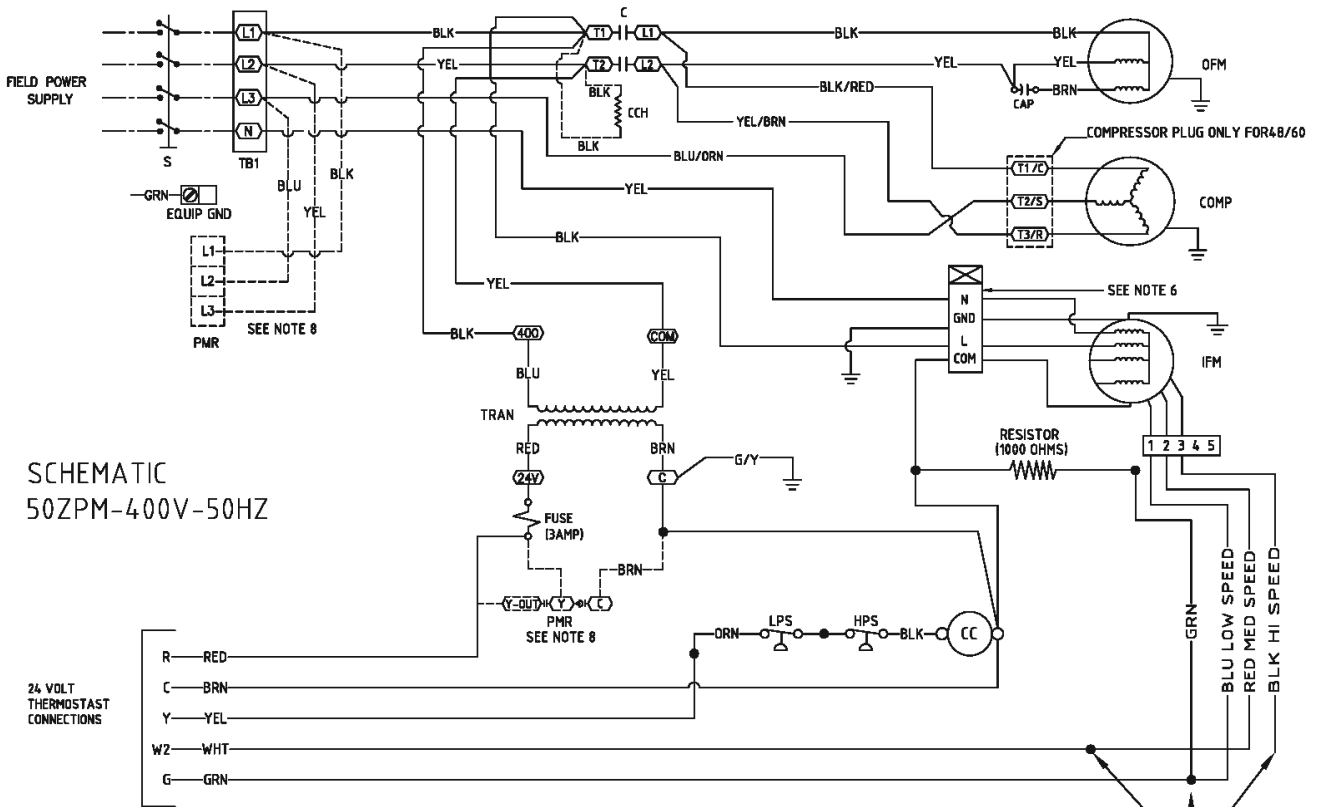 C
L1
BLK
T1
L1
BLK
BLK
FIELD POWER
SUPPLY
L2
YEL
T2
L2
YEL
YEL
OFM
L3
BLK
CCH
BLK/RED
CAP
BRN
N
YEL/BRN
COMPRESSOR PLUG ONLY FOR48/60
S
TB1
BLK
BLU/ORN
T1/C
BLU
BLK
YEL
T2/S
COMP
GRN
EQUIP GND
YEL
T3/R
L1
BLK
L2
YEL
SEE NOTE 6
L3
SEE NOTE 8
N
PMR
BLK
400
COM
GND
L
COM
IFM
BLU
YEL
TRAN
RED
BRN
RESISTOR
(1000 OHMS)
1 2 3 4 5
24V
C
G/Y
SCHEMATIC
50ZPM-400V-50HZ
FUSE
(3AMP)
BRN
Y-OUT
Y
C
PMR
SEE NOTE 8
ORN
LPS
HPS
BLK
CC
GRN
BLU LOW SPEED
RED MED SPEED
BLK HI SPEED
24 VOLT
THERMOSTAST
CONNECTIONS
R
RED
C
BRN
Y
YEL
W2
WHT
G
GRN